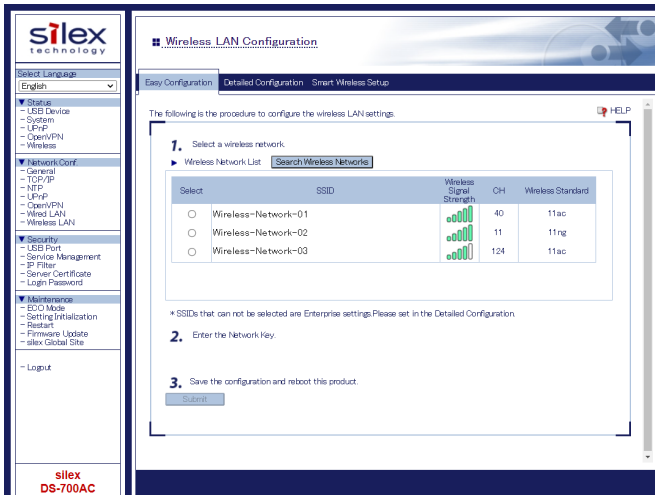 silex
technology
Select Language
English
▼ Status
- USB Device
- System
- UPnP
- OpenVPN
- Wireless
▼ Network Conf.
- General
- TCP/IP
- NTP
- UPnP
- OpenVPN
- Wired LAN
- Wireless LAN
▼ Security
- USB Port
- Service Management
- IP Filter
- Server Certificate
- Login Password
▼ Maintenance
- ECO Mode
- Setting Initialization
- Restart
- Firmware Update
- silex Global Site
- Logout
silex
DS-700AC
Wireless LAN Configuration
Easy Configuration Detailed Configuration Smart Wireless Setup
HELP
The following is the procedure to configure the wireless LAN settings.
1. Select a wireless network.
▶ Wireless Network List Search Wireless Networks
Select SSID Wireless Signal Strength CH Wireless Standard
Wireless-Network-01 40 11ac
Wireless-Network-02 11 11ng
Wireless-Network-03 124 11ac
* SSIDs that can not be selected are Enterprise settings.Please set in the Detailed Configuration.
2. Enter the Network Key.
3. Save the configuration and reboot this product.
Submit